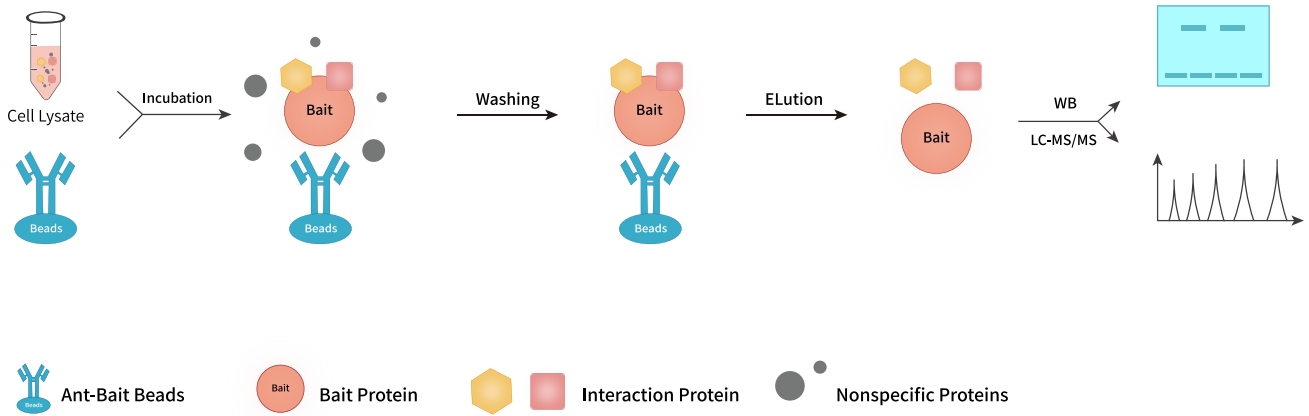 Cell Lysate
Beads
Incubation
Bait
Beads
Washing
Bait
Beads
ELution
Bait
WB
LC-MS/MS
Beads
Ant-Bait Beads
Bait
Bait Protein
Interaction Protein
Nonspecific Proteins